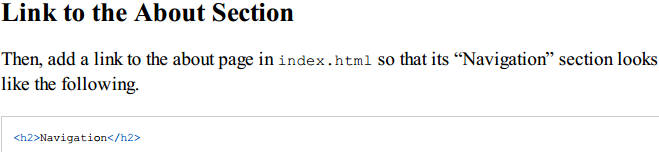 Link to the About Section
Then, add a link to the about page in index.html so that its “Navigation” section looks
like the following.
<h2>Navigation</h2>